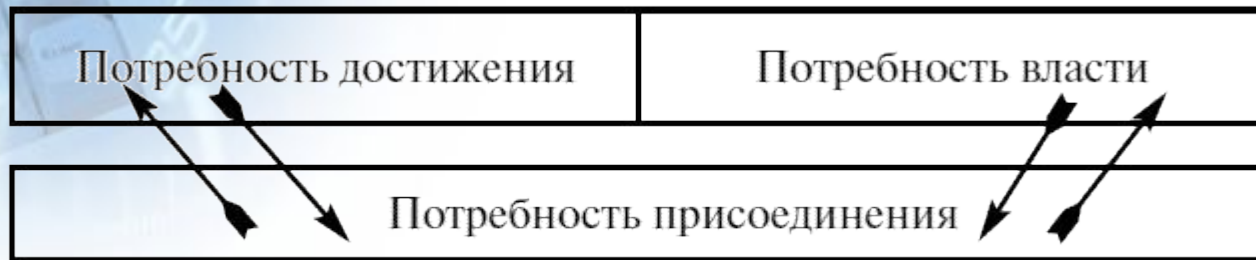 Потребность достижения
Потребность власти
Потребность присоединения